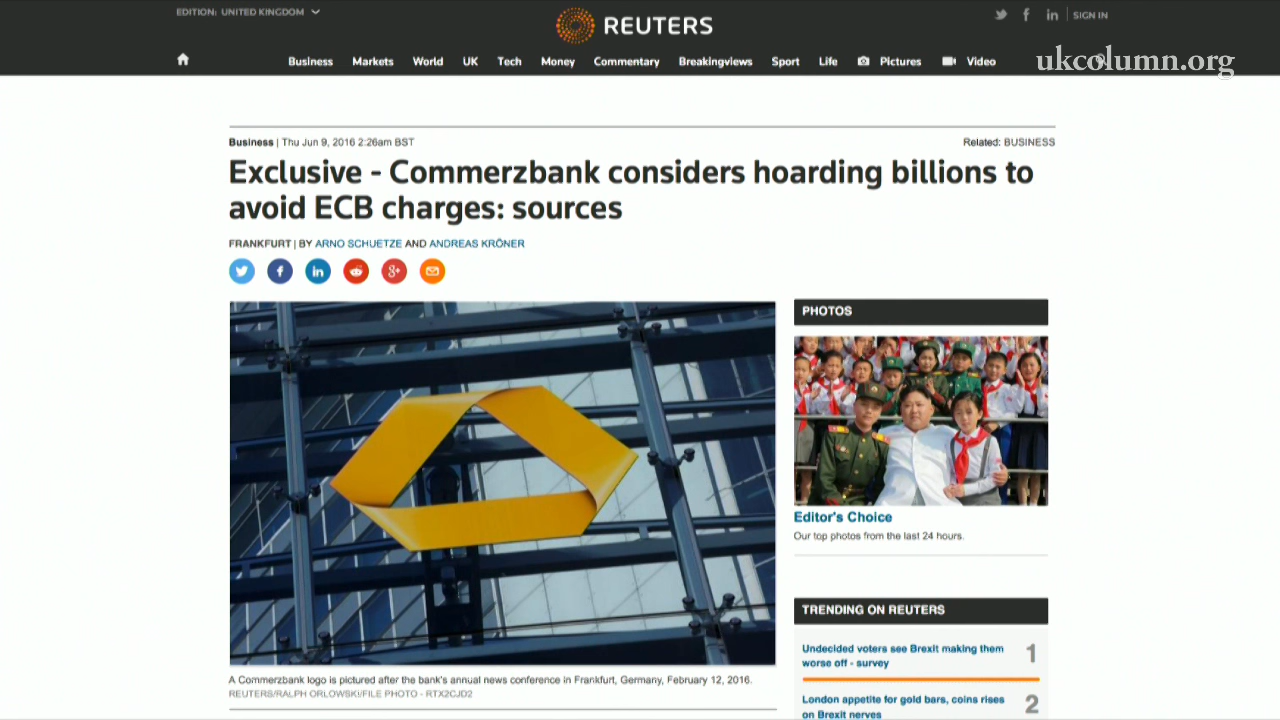 EDITION: UNITED KINGDOM
REUTERS
SIGN IN
Business Markets World UK Tech Money Commentary Breakingviews Sport Life Pictures Video
ukcolumn.org
Business | Thu Jun 9, 2016 2:26am BST
Related: BUSINESS
Exclusive - Commerzbank considers hoarding billions to
avoid ECB charges: sources
FRANKFURT | BY ARNO SCHUETZE AND ANDREAS KRÖNER
A Commerzbank logo is pictured after the bank's annual news conference in Frankfurt, Germany, February 12, 2016.
REUTERS/RALPH ORLOWSKI/FILE PHOTO - RTX2CJD2
PHOTOS
Editor's Choice
Our top photos from the last 24 hours.
TRENDING ON REUTERS
Undecided voters see Brexit making them
worse off - survey
1
London appetite for gold bars, coins rises
on Brexit nerves
2